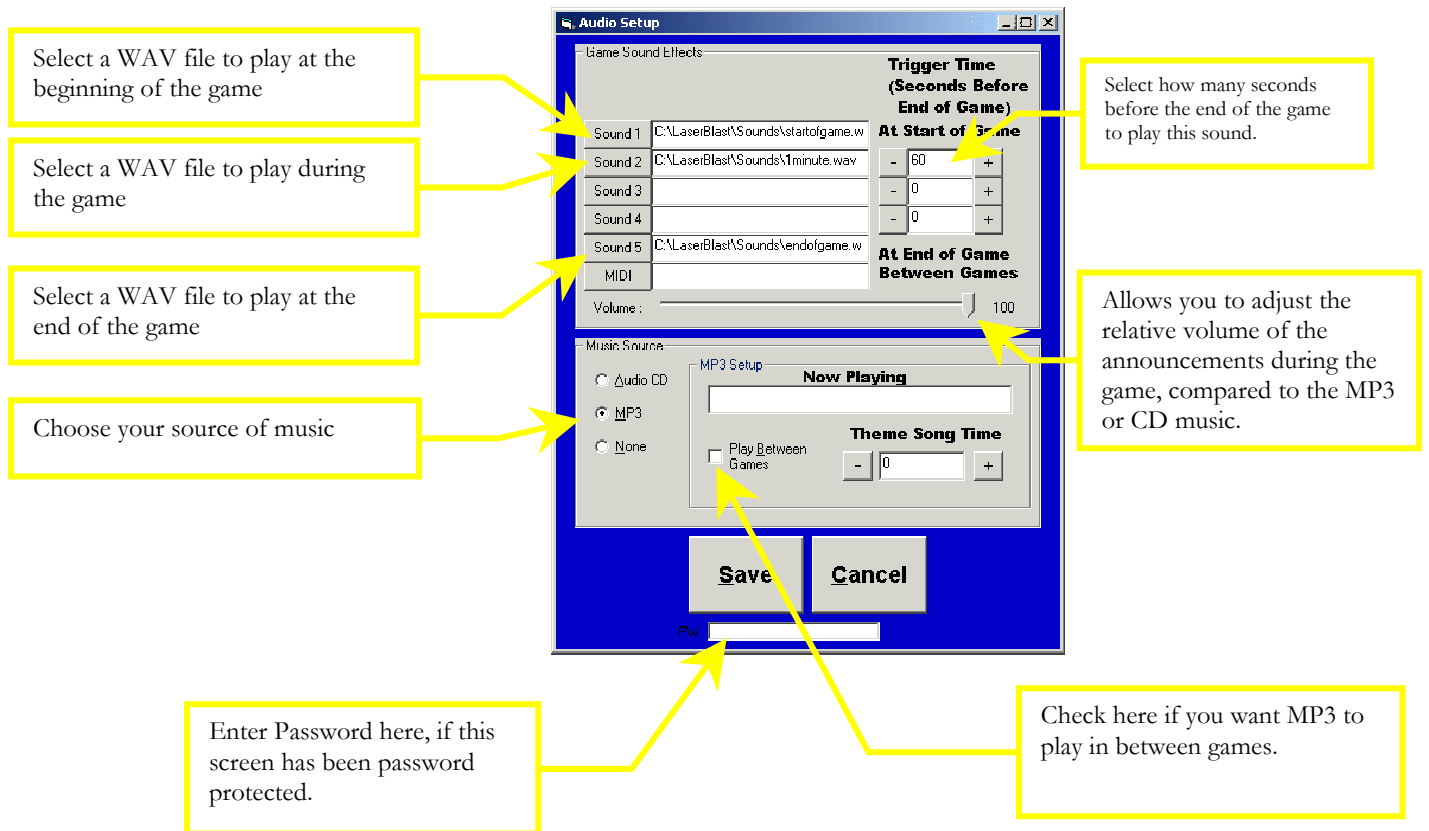 Audio Setup
Select a WAV file to play at the
beginning of the game
Select a WAV file to play during
the game
Select a WAV file to play at the
end of the game
Choose your source of music
Game Sound Effects
Trigger Time
(Seconds Before
End of Game)
Sound 1 C:\LaserBlast\Sounds\startofgame.w At Start of Game
Sound 2 C:\LaserBlast\Sounds\1minute.wav - 60 +
Sound 3 - 0 +
Sound 4 - 0 +
Sound 5 C:\LaserBlast\Sounds\endofgame.w At End of Game
MIDI Between Games
Volume : 100
Select how many seconds
before the end of the game
to play this sound.
Allows you to adjust the
relative volume of the
announcements during the
game, compared to the MP3
or CD music.
Music Source
Audio CD
MP3
None
MP3 Setup
Now Playing
Play Between
Games
Theme Song Time
- 0 +
Save Cancel
PW
Enter Password here, if this
screen has been password
protected.
Check here if you want MP3 to
play in between games.